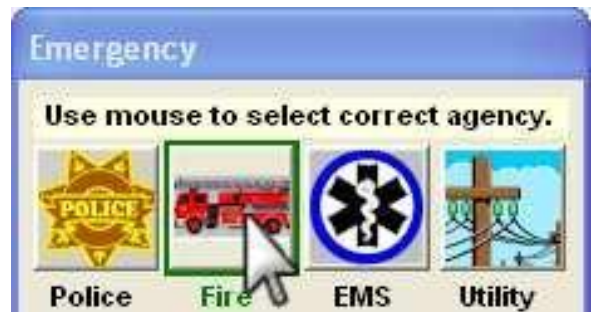 Emergency
Use mouse to select correct agency.
POLICE
Police Fire EMS Utility